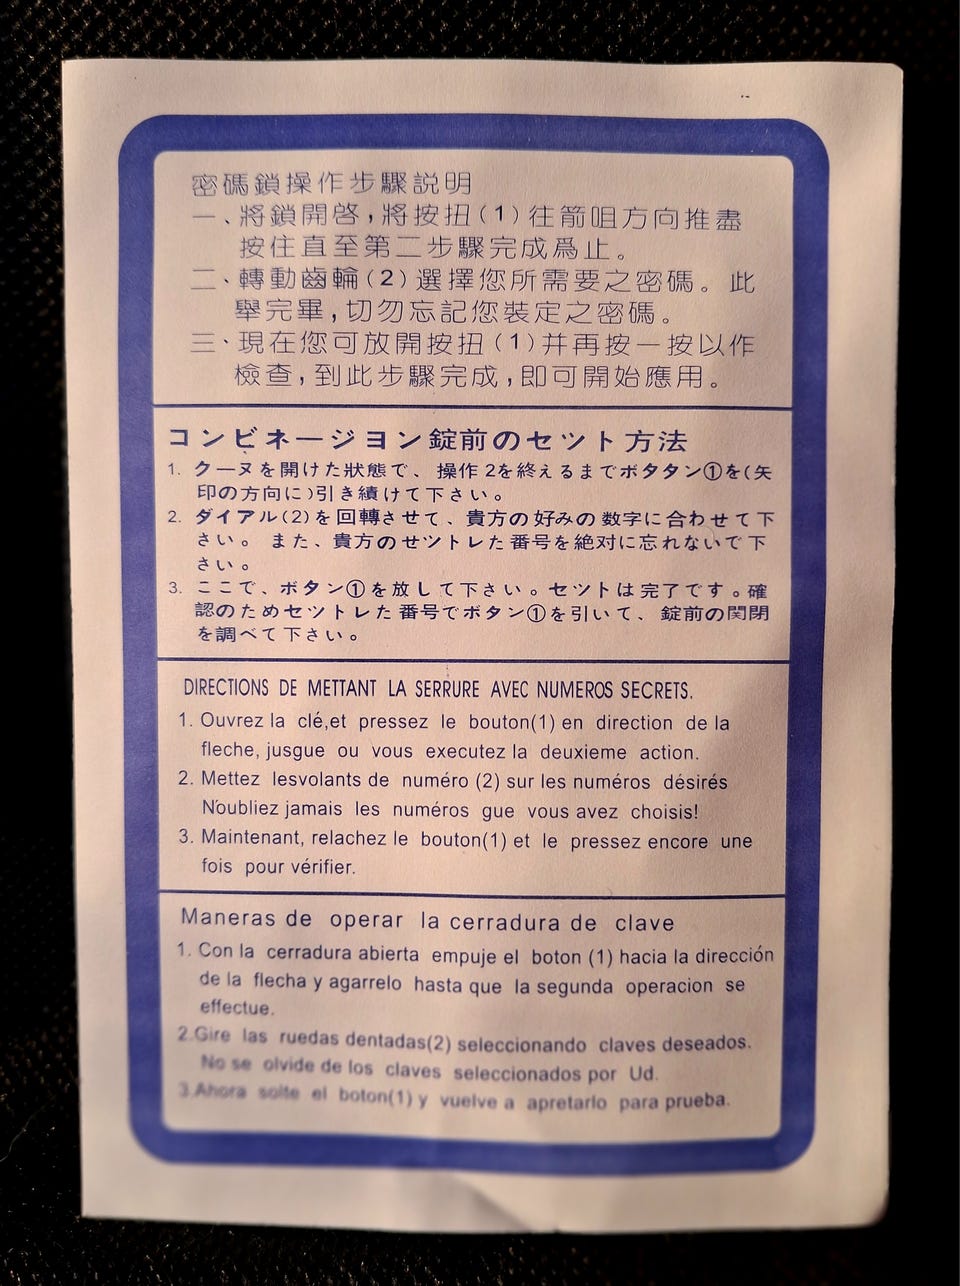 密碼鎖操作步驟説明
一、將鎖開啓,將按扭(1)往箭咀方向推盡
按住直至第二步驟完成爲止。
二、轉動齒輪(2)選擇您所需要之密碼。此
舉完畢,切勿忘記您裝定之密碼。
三、現在您可放開按扭(1)并再按一按以作
檢查,到此步驟完成,即可開始應用。
コンビネージヨン錠前のセツト方法
1. クーヌを開けた狀態で、操作2を終えるまでボタタン①を(矢
印の方向に)引き續けて下さい。
2. ダイアル(2)を回轉させて、貴方の好みの数字に合わせて下
さい。また、貴方のせツトレた番号を絶対に忘れないで下
さい。
3. ここで、ボタン①を放して下さい。セツトは完了です。確
認のためセツトレた番号でボタン①を引いて、錠前の関閉
を調べて下さい。
DIRECTIONS DE METTANT LA SERRURE AVEC NUMEROS SECRETS.
1. Ouvrez la clé,et pressez le bouton(1) en direction de la
fleche, jusgue ou vous executez la deuxieme action.
2. Mettez lesvolants de numéro (2) sur les numéros désirés
N'oubliez jamais les numéros gue vous avez choisis!
3. Maintenant, relachez le bouton(1) et le pressez encore une
fois pour vérifier.
Maneras de operar la cerradura de clave
1. Con la cerradura abierta empuje el boton (1) hacia la dirección
de la flecha y agarrelo hasta que la segunda operacion se
effectue.
2.Gire las ruedas dentadas(2) seleccionando claves deseados.
No se olvide de los claves seleccionados por Ud.
3.Ahora solte el boton(1) y vuelve a apretarlo para prueba.